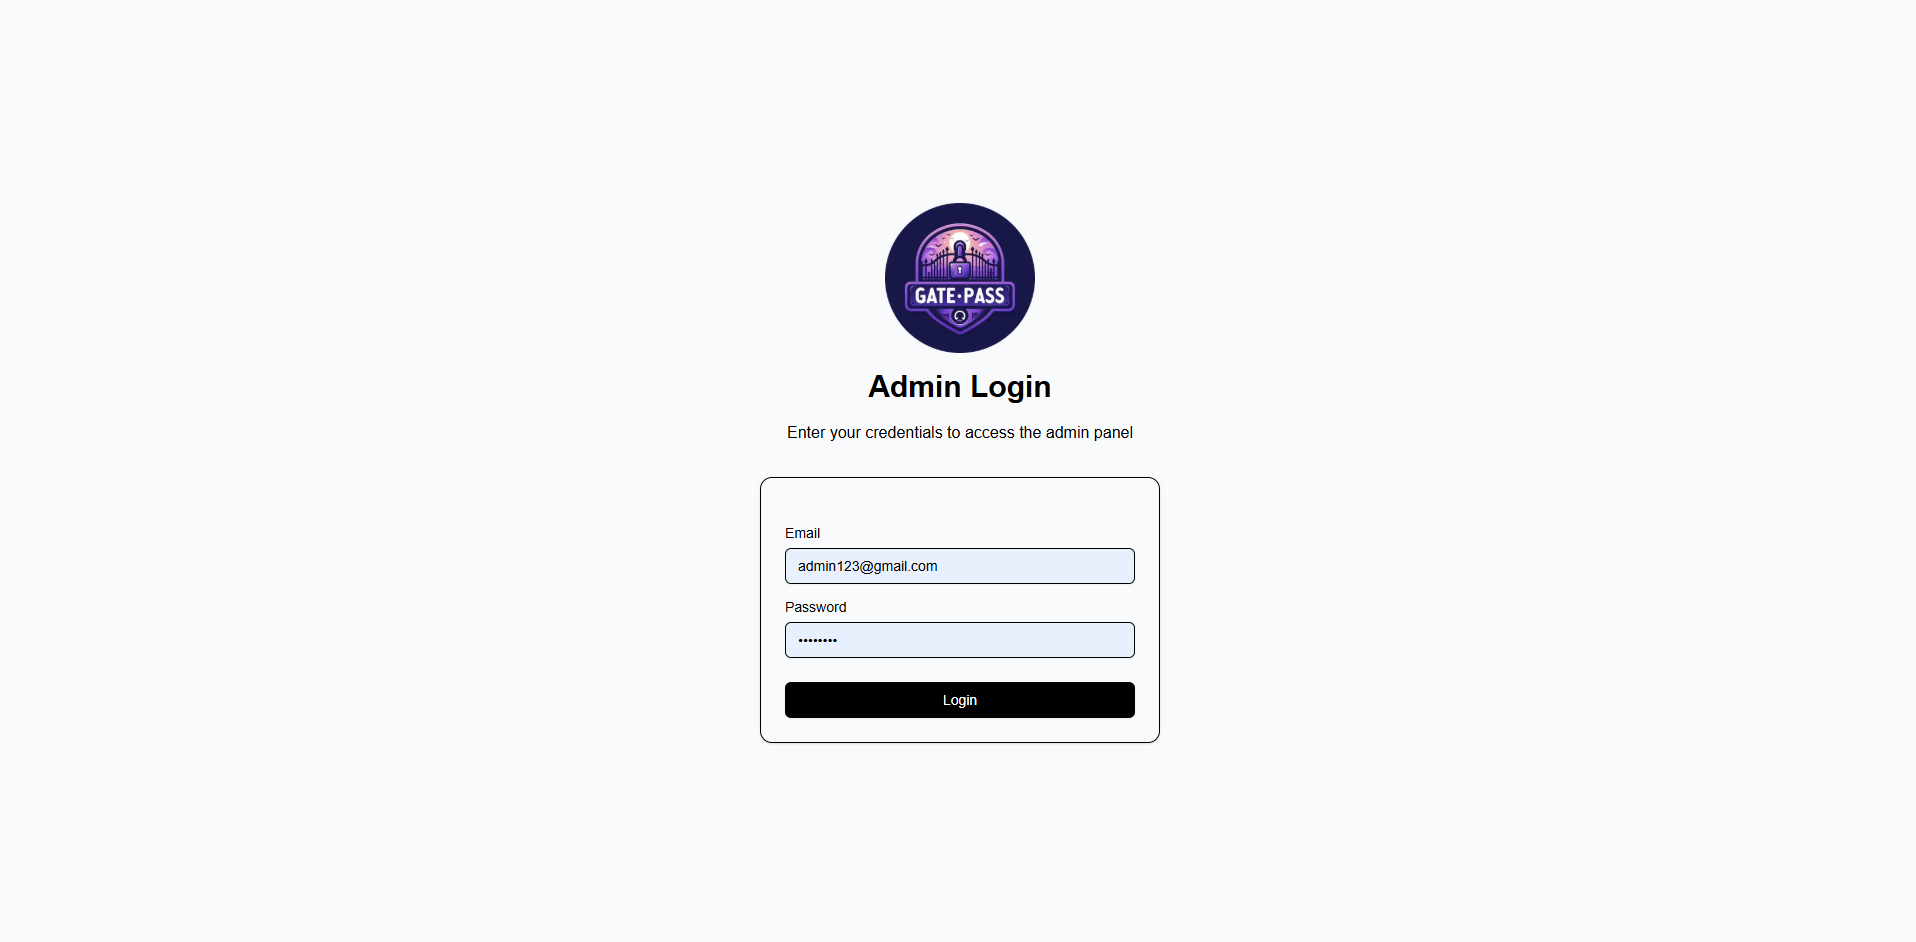 GATE·PASS
Admin Login
Enter your credentials to access the admin panel
Email
admin123@gmail.com
Password
••••••••
Login